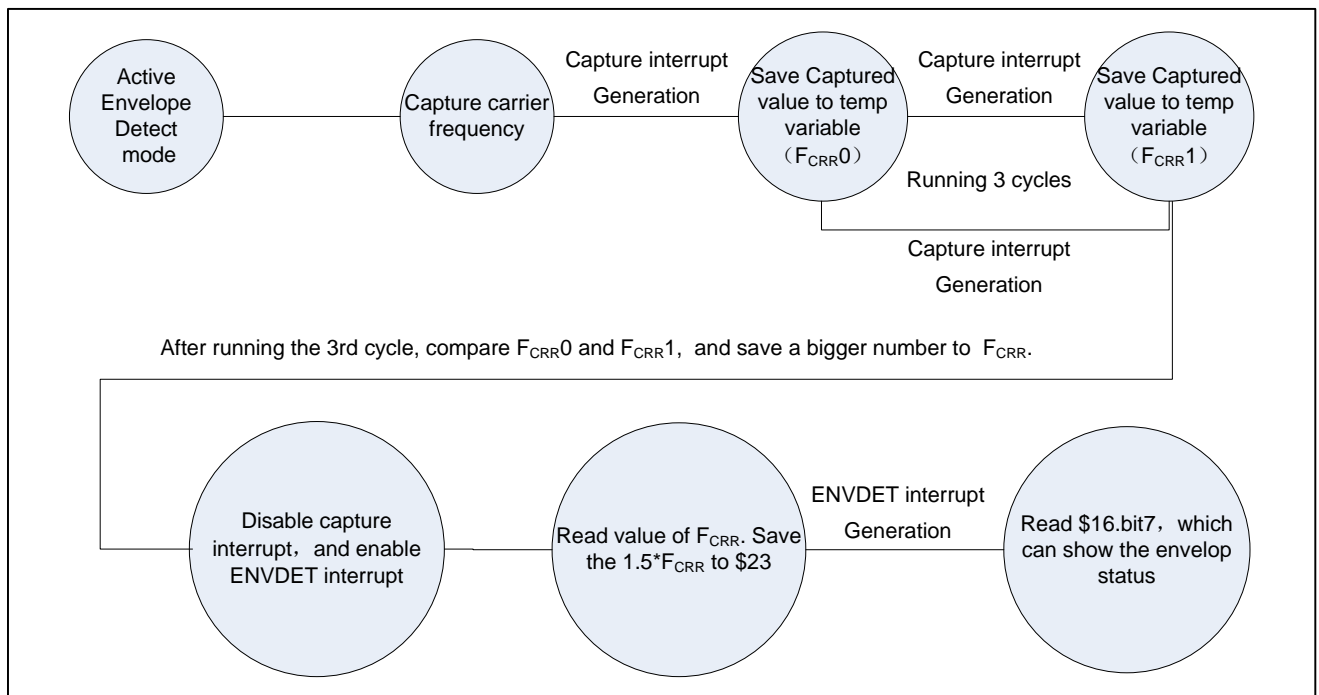 Active
Envelope
Detect
mode
Capture carrier
frequency
Capture interrupt
Generation
Save Captured
value to temp
variable
（FCRR0）
Capture interrupt
Generation
Save Captured
value to temp
variable
（FCRR1）
Running 3 cycles
Capture interrupt
Generation
After running the 3rd cycle, compare FCRR0 and FCRR1, and save a bigger number to FCRR.
Disable capture
interrupt，and enable
ENVDET interrupt
Read value of FCRR. Save
the 1.5*FCRR to $23
ENVDET interrupt
Generation
Read $16.bit7，which
can show the envelop
status